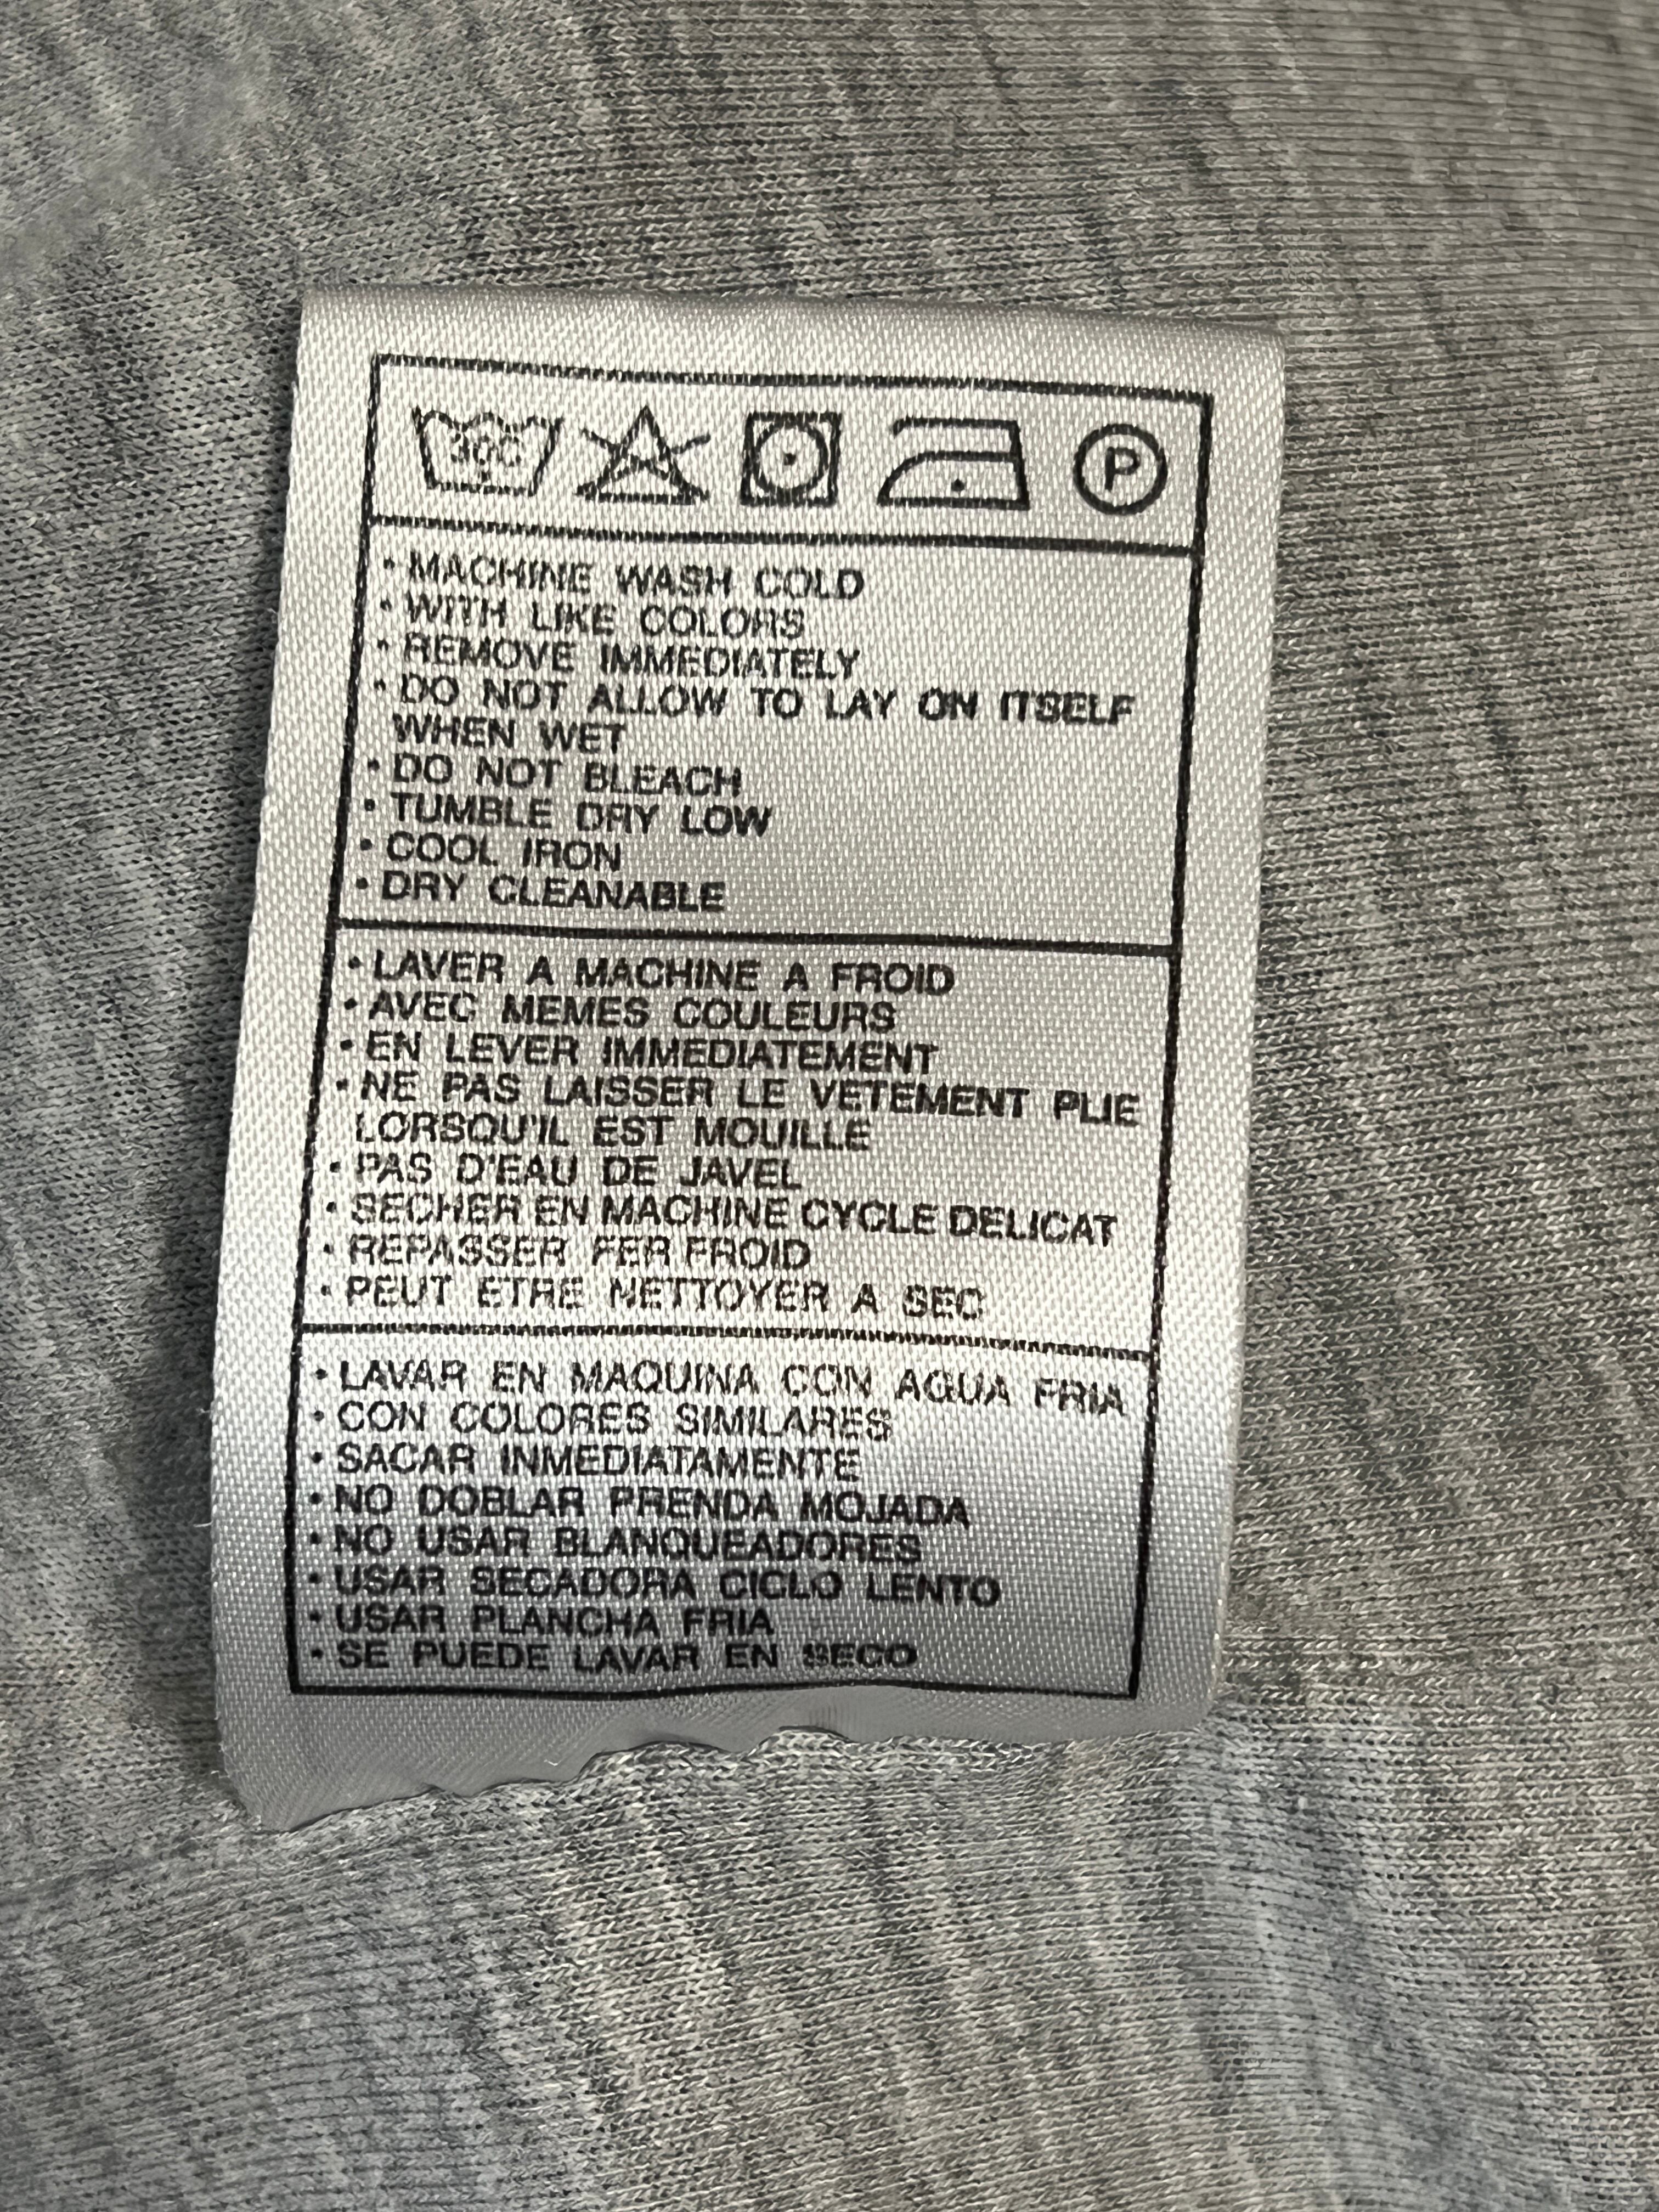 30C
P
• MACHINE WASH COLD
• WITH LIKE COLORS
• REMOVE IMMEDIATELY
• DO NOT ALLOW TO LAY ON ITSELF
WHEN WET
• DO NOT BLEACH
• TUMBLE DRY LOW
• COOL IRON
• DRY CLEANABLE
• LAVER A MACHINE A FROID
• AVEC MEMES COULEURS
• EN LEVER IMMEDIATEMENT
• NE PAS LAISSER LE VETEMENT PLIE
LORSQU'IL EST MOUILLE
• PAS D'EAU DE JAVEL
• SECHER EN MACHINE CYCLE DELICAT
• REPASSER FER FROID
• PEUT ETRE NETTOYER A SEC
• LAVAR EN MAQUINA CON AGUA FRIA
• CON COLORES SIMILARES
• SACAR INMEDIATAMENTE
• NO DOBLAR PRENDA MOJADA
• NO USAR BLANQUEADORES
• USAR SECADORA CICLO LENTO
• USAR PLANCHA FRIA
• SE PUEDE LAVAR EN SECO